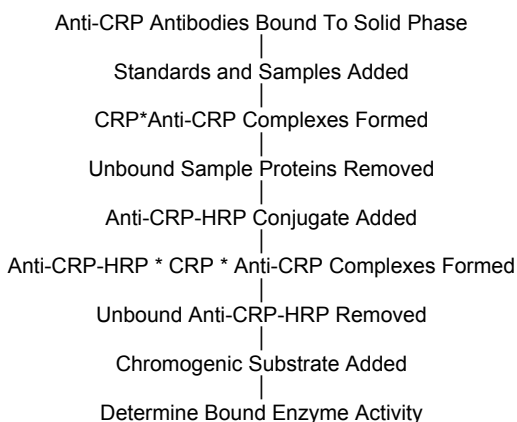 Anti-CRP Antibodies Bound To Solid Phase
Standards and Samples Added
CRP*Anti-CRP Complexes Formed
Unbound Sample Proteins Removed
Anti-CRP-HRP Conjugate Added
Anti-CRP-HRP * CRP * Anti-CRP Complexes Formed
Unbound Anti-CRP-HRP Removed
Chromogenic Substrate Added
Determine Bound Enzyme Activity